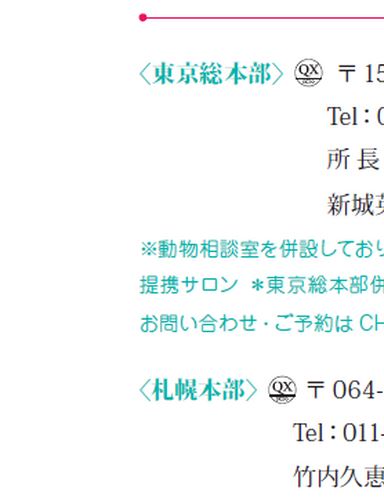 〈東京総本部〉 QX 〒15
Tel：0
所 長
新城英
※動物相談室を併設しており
提携サロン ＊東京総本部併
お問い合わせ・ご予約は CH
〈札幌本部〉 QX 〒064-
Tel：011-
竹内久恵